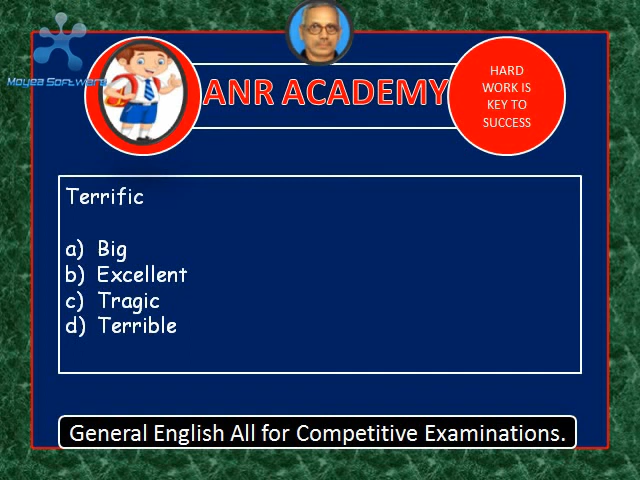 Moyea Software
ANR ACADEMY
HARD
WORK IS
KEY TO
SUCCESS
Terrific
a) Big
b) Excellent
c) Tragic
d) Terrible
General English All for Competitive Examinations.